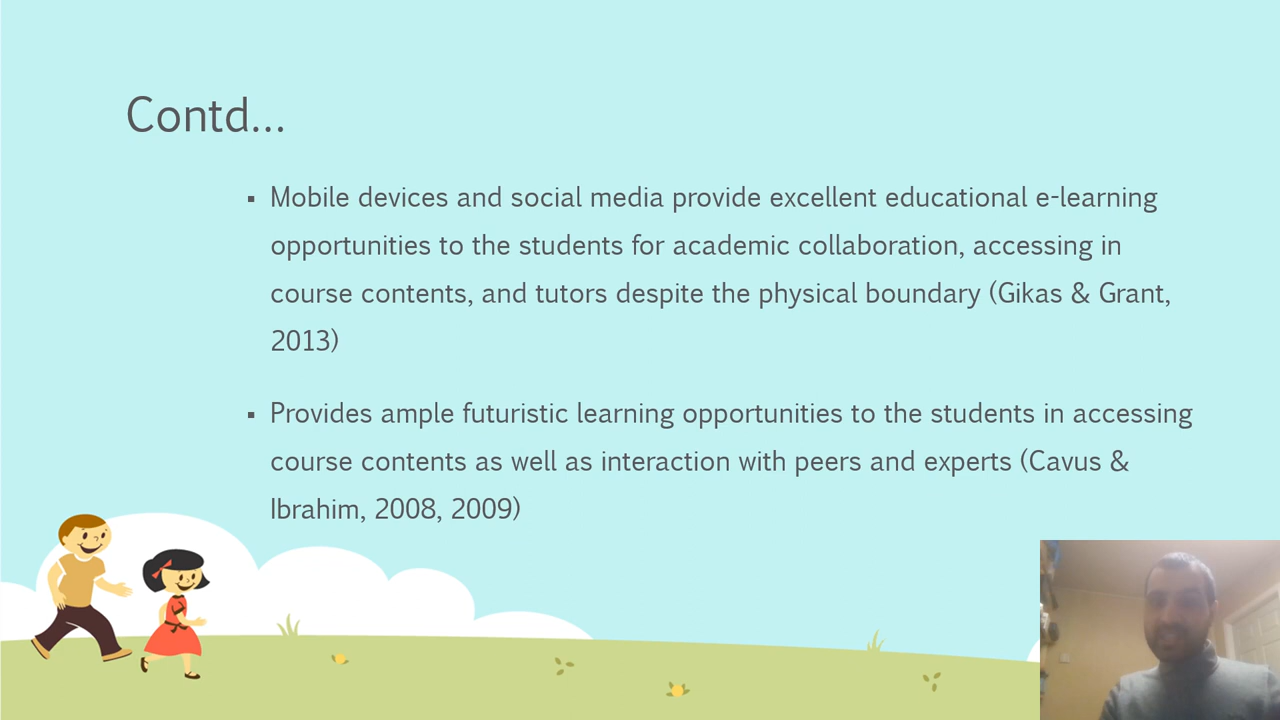 Contd...
▪ Mobile devices and social media provide excellent educational e-learning
opportunities to the students for academic collaboration, accessing in
course contents, and tutors despite the physical boundary (Gikas & Grant,
2013)
▪ Provides ample futuristic learning opportunities to the students in accessing
course contents as well as interaction with peers and experts (Cavus &
Ibrahim, 2008, 2009)